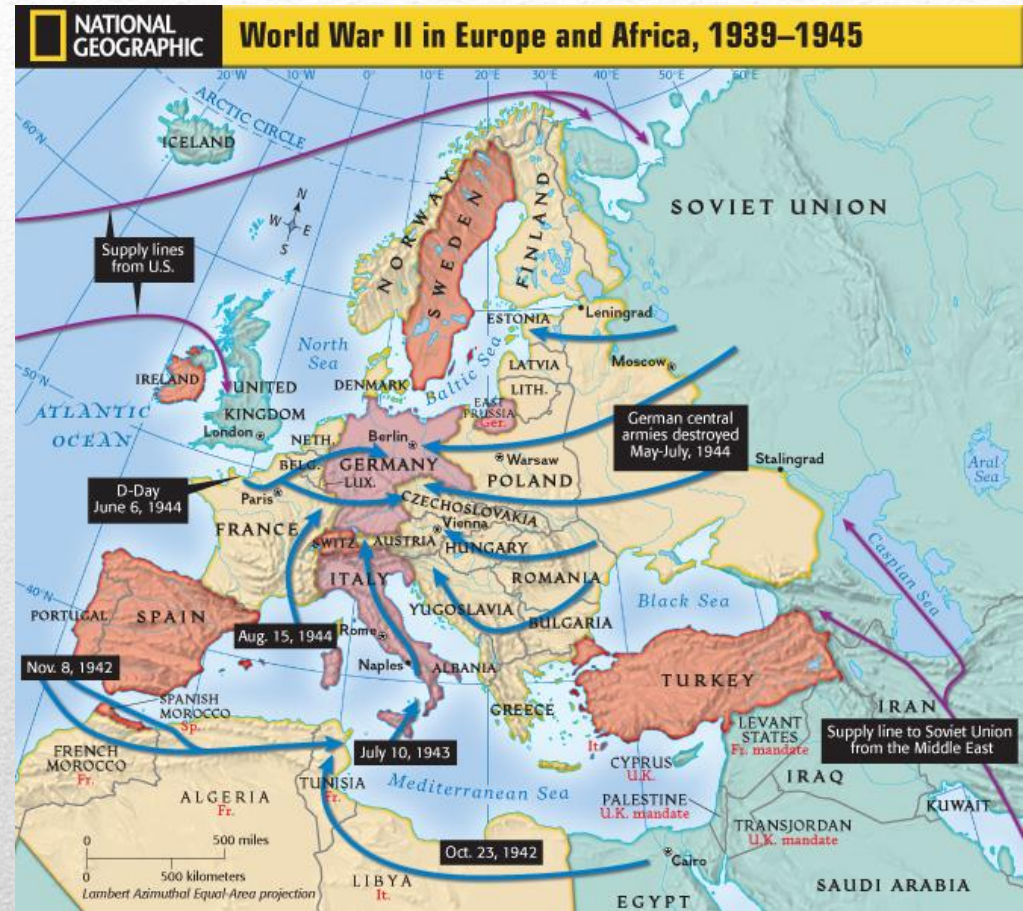 NATIONAL
GEOGRAPHIC
World War II in Europe and Africa, 1939–1945
20°W
10°W
0°
10°E
20°E
30°E
40°E
50°E
60°E
60°N
ARCTIC CIRCLE
ICELAND
N
W
E
S
SOVIET UNION
NORWAY
SWEDEN
FINLAND
Supply lines
from U.S.
ESTONIA
Leningrad
North
Sea
50°N
IRELAND
UNITED
KINGDOM
London
DENMARK
Baltic Sea
LATVIA
LITH.
Moscow
ATLANTIC
OCEAN
EAST
PRUSSIA
Ger.
German central
armies destroyed
May-July, 1944
NETH.
Berlin
BELG.
GERMANY
LUX.
Warsaw
POLAND
Stalingrad
Aral
Sea
D-Day
June 6, 1944
Paris
FRANCE
CZECHOSLOVAKIA
Vienna
SWITZ.
AUSTRIA
HUNGARY
ITALY
ROMANIA
Caspian Sea
40°N
PORTUGAL
SPAIN
YUGOSLAVIA
Black Sea
BULGARIA
Aug. 15, 1944
Rome
Naples
ALBANIA
Nov. 8, 1942
TURKEY
SPANISH
MOROCCO
Sp.
GREECE
IRAN
Supply line to Soviet Union
from the Middle East
FRENCH
MOROCCO
Fr.
July 10, 1943
It.
LEVANT
STATES
Fr. mandate
CYPRUS
U.K.
TUNISIA
Fr.
Mediterranean Sea
IRAQ
ALGERIA
Fr.
PALESTINE
U.K. mandate
KUWAIT
TRANSJORDAN
U.K. mandate
0
500 miles
0
500 kilometers
Lambert Azimuthal Equal-Area projection
Oct. 23, 1942
Cairo
LIBYA
It.
EGYPT
SAUDI ARABIA